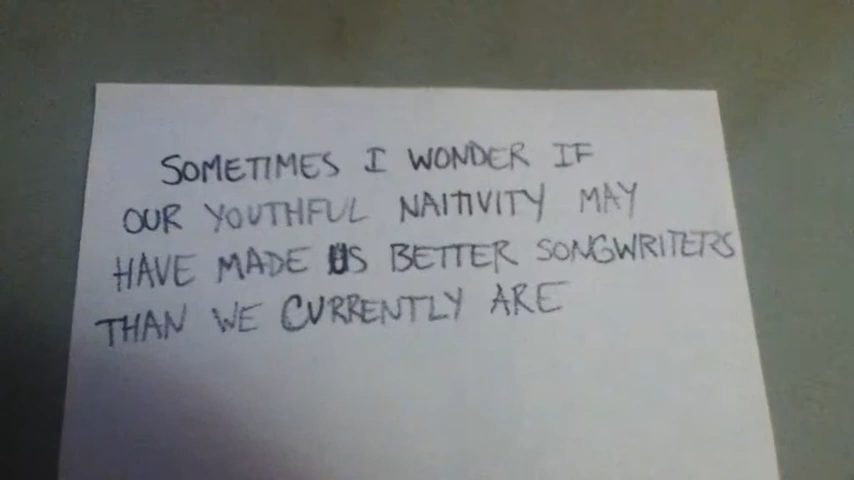 SOMETIMES I WONDER IF
OUR YOUTHFUL NAITIVITY MAY
HAVE MADE US BETTER SONGWRITERS
THAN WE CURRENTLY ARE